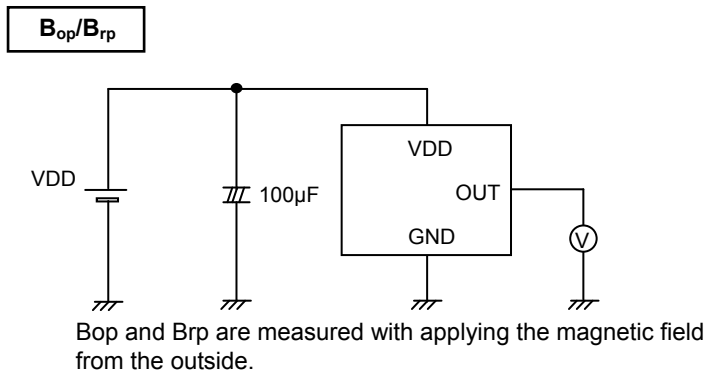 Bop/Brp
VDD
100µF
VDD
OUT
GND
V
Bop and Brp are measured with applying the magnetic field
from the outside.